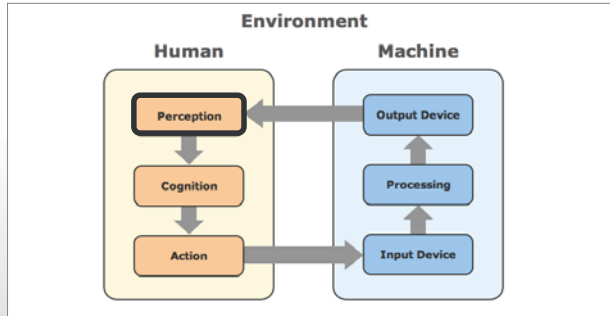 Environment
Human
Machine
Perception
Output Device
Cognition
Processing
Action
Input Device